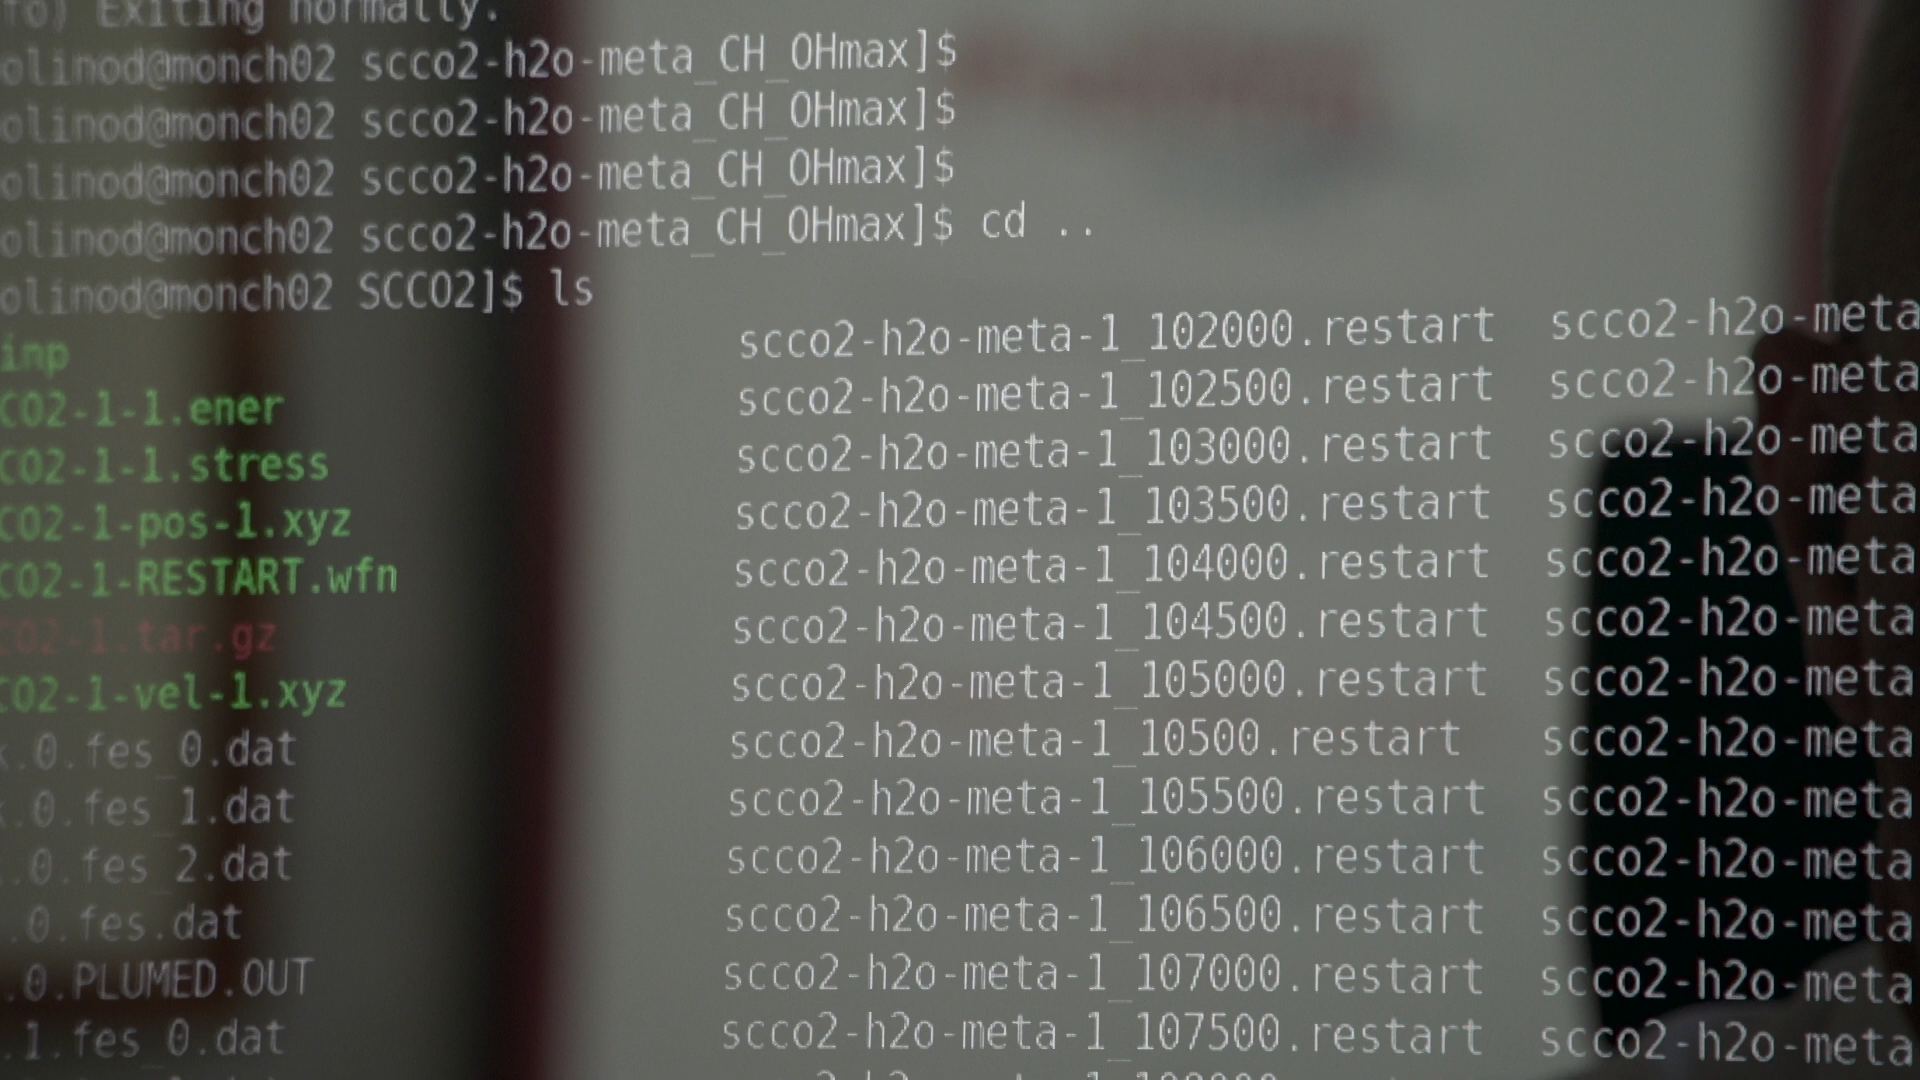 fo) Exiting normally.
olinod@monch02 scco2-h2o-meta_CH_OHmax]$
olinod@monch02 scco2-h2o-meta_CH_OHmax]$
olinod@monch02 scco2-h2o-meta_CH_OHmax]$
olinod@monch02 scco2-h2o-meta_CH_OHmax]$ cd ..
olinod@monch02 SCCO2]$ ls
inp scco2-h2o-meta-1_102000.restart scco2-h2o-meta
CO2-1-1.ener scco2-h2o-meta-1_102500.restart scco2-h2o-meta
CO2-1-1.stress scco2-h2o-meta-1_103000.restart scco2-h2o-meta
CO2-1-pos-1.xyz scco2-h2o-meta-1_103500.restart scco2-h2o-meta
CO2-1-RESTART.wfn scco2-h2o-meta-1_104000.restart scco2-h2o-meta
CO2-1.tar.gz scco2-h2o-meta-1_104500.restart scco2-h2o-meta
CO2-1-vel-1.xyz scco2-h2o-meta-1_105000.restart scco2-h2o-meta
.0.fes_0.dat scco2-h2o-meta-1_10500.restart scco2-h2o-meta
.0.fes_1.dat scco2-h2o-meta-1_105500.restart scco2-h2o-meta
.0.fes_2.dat scco2-h2o-meta-1_106000.restart scco2-h2o-meta
.0.fes.dat scco2-h2o-meta-1_106500.restart scco2-h2o-meta
.0.PLUMED.OUT scco2-h2o-meta-1_107000.restart scco2-h2o-meta
.1.fes_0.dat scco2-h2o-meta-1_107500.restart scco2-h2o-meta